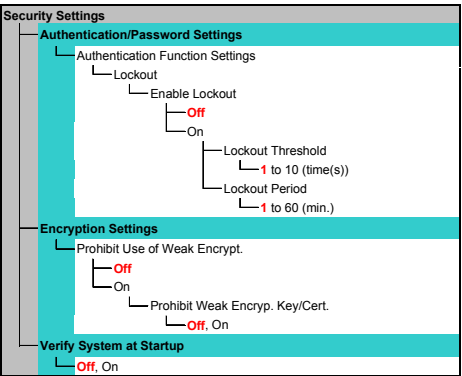 Security Settings
Authentication/Password Settings
Authentication Function Settings
Lockout
Enable Lockout
Off
On
Lockout Threshold
1 to 10 (time(s))
Lockout Period
1 to 60 (min.)
Encryption Settings
Prohibit Use of Weak Encrypt.
Off
On
Prohibit Weak Encryp. Key/Cert.
Off, On
Verify System at Startup
Off, On